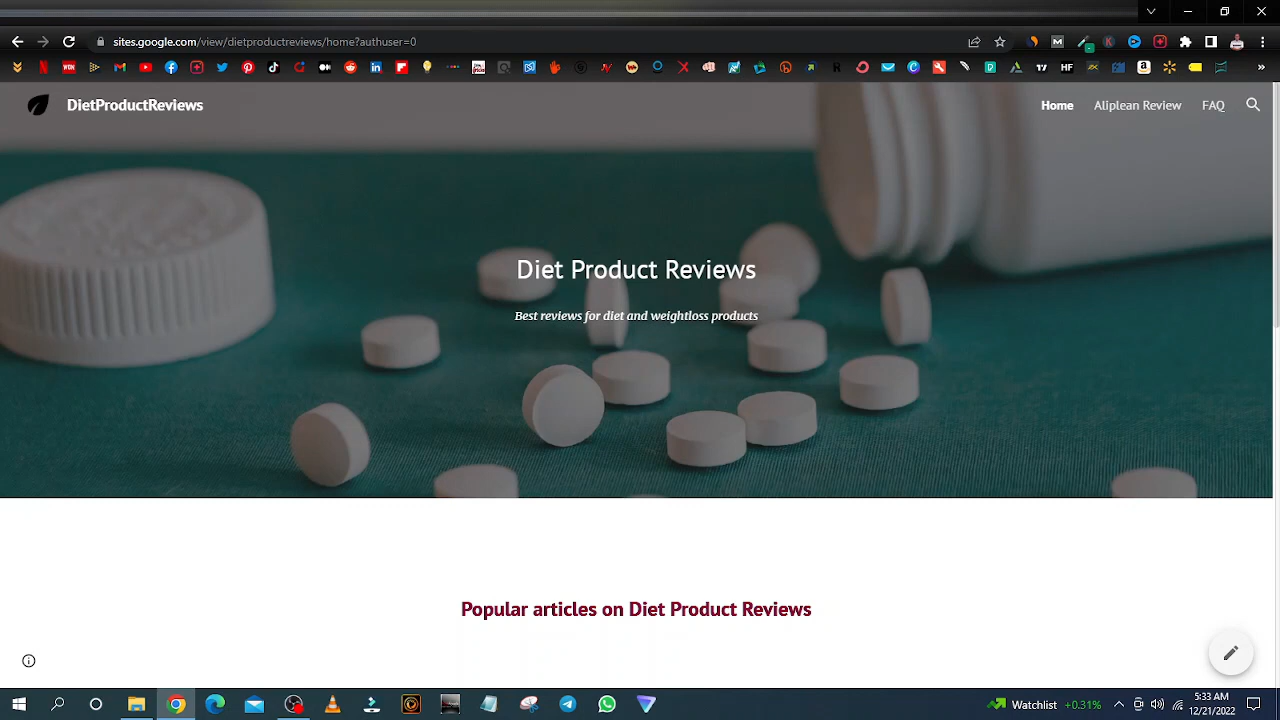 sites.google.com/view/dietproductreviews/home?authuser=0
DietProductReviews
Home
Aliplean Review
FAQ
Diet Product Reviews
Best reviews for diet and weightloss products
Popular articles on Diet Product Reviews
Watchlist +0.31%
5:33 AM
12/21/2022